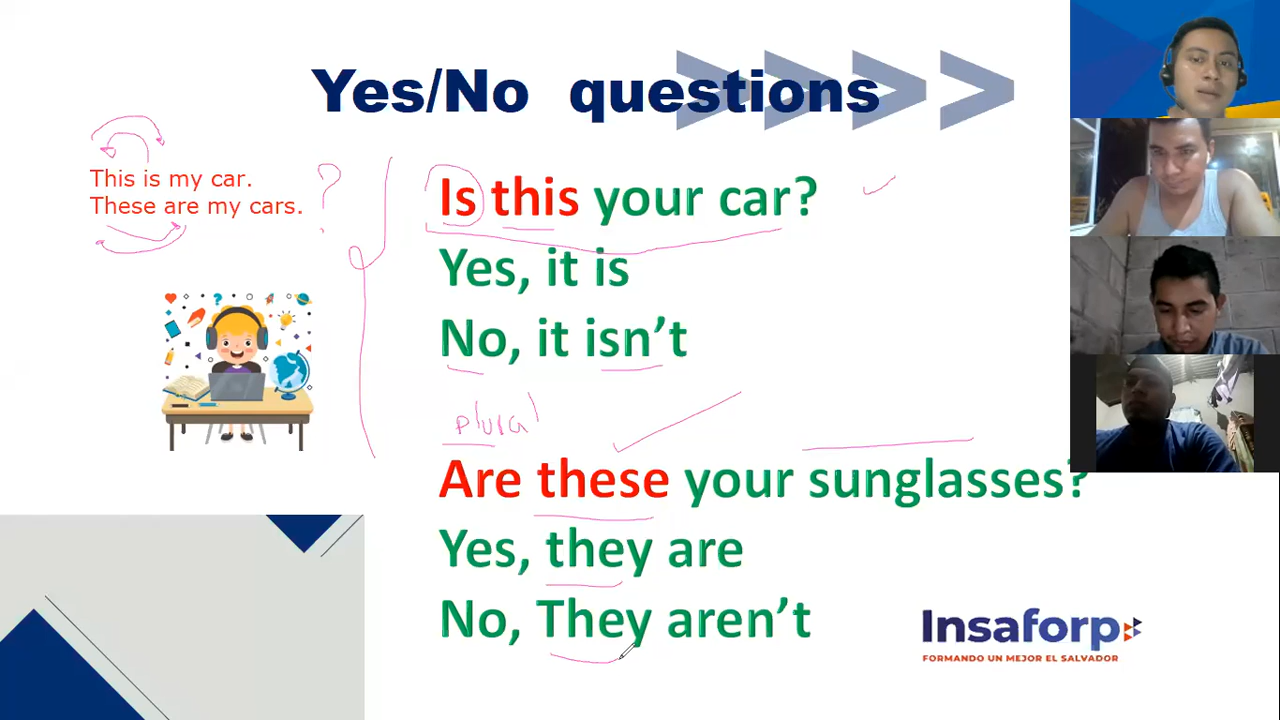 Yes/No questions
This is my car.
These are my cars.
?
Is this your car?
Yes, it is
No, it isn't
plural
Are these your sunglasses?
Yes, they are
No, They aren't
Insaforp
FORMANDO UN MEJOR EL SALVADOR